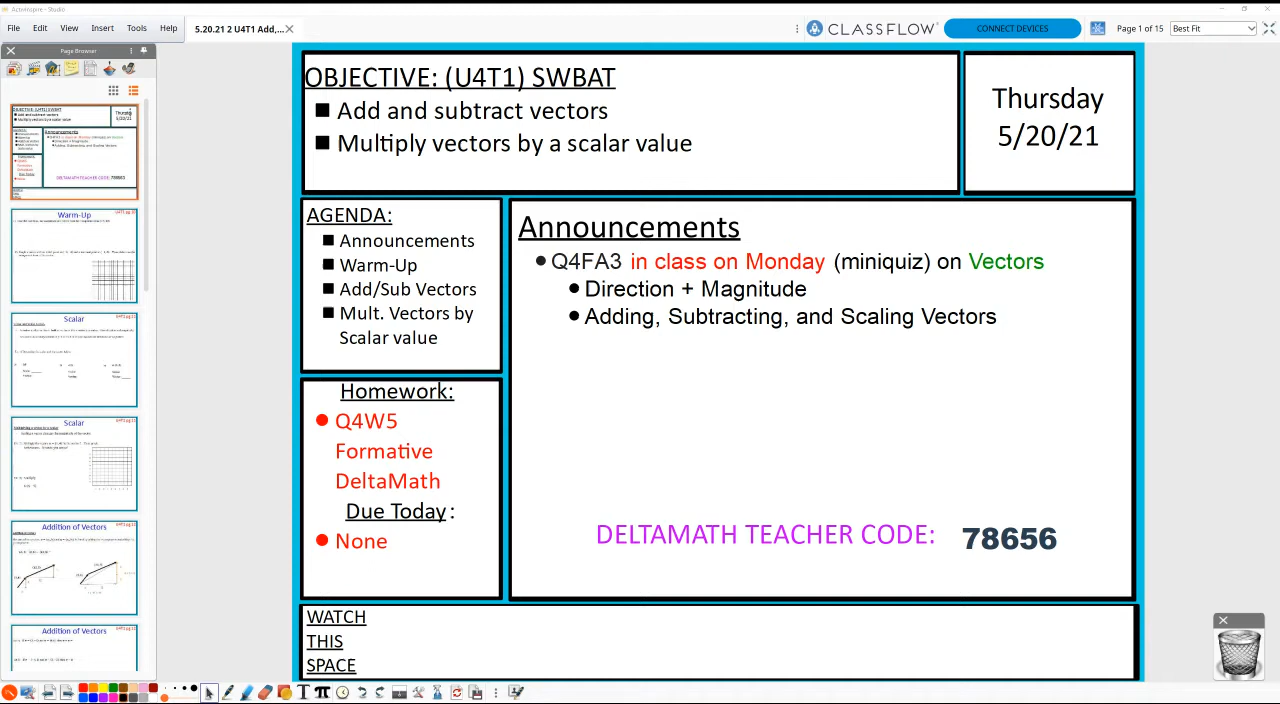 ActivInspire - Studio
File Edit View Insert Tools Help
5.20.21 2 U4T1 Add,...
CLASSFLOW
CONNECT DEVICES
Page 1 of 15
Best Fit
Page Browser
OBJECTIVE: (U4T1) SWBAT
Add and subtract vectors
Multiply vectors by a scalar value
Thursday
5/20/21
AGENDA:
Announcements
Warm-Up
Add/Sub Vectors
Mult. Vectors by
Scalar value
Announcements
Q4FA3 in class on Monday (miniquiz) on Vectors
Direction + Magnitude
Adding, Subtracting, and Scaling Vectors
DELTAMATH TEACHER CODE: 78656
Homework:
Q4W5
Formative
DeltaMath
Due Today:
None
WATCH
THIS
SPACE
Warm-Up
Scalar
Scalar
Addition of Vectors
Addition of Vectors